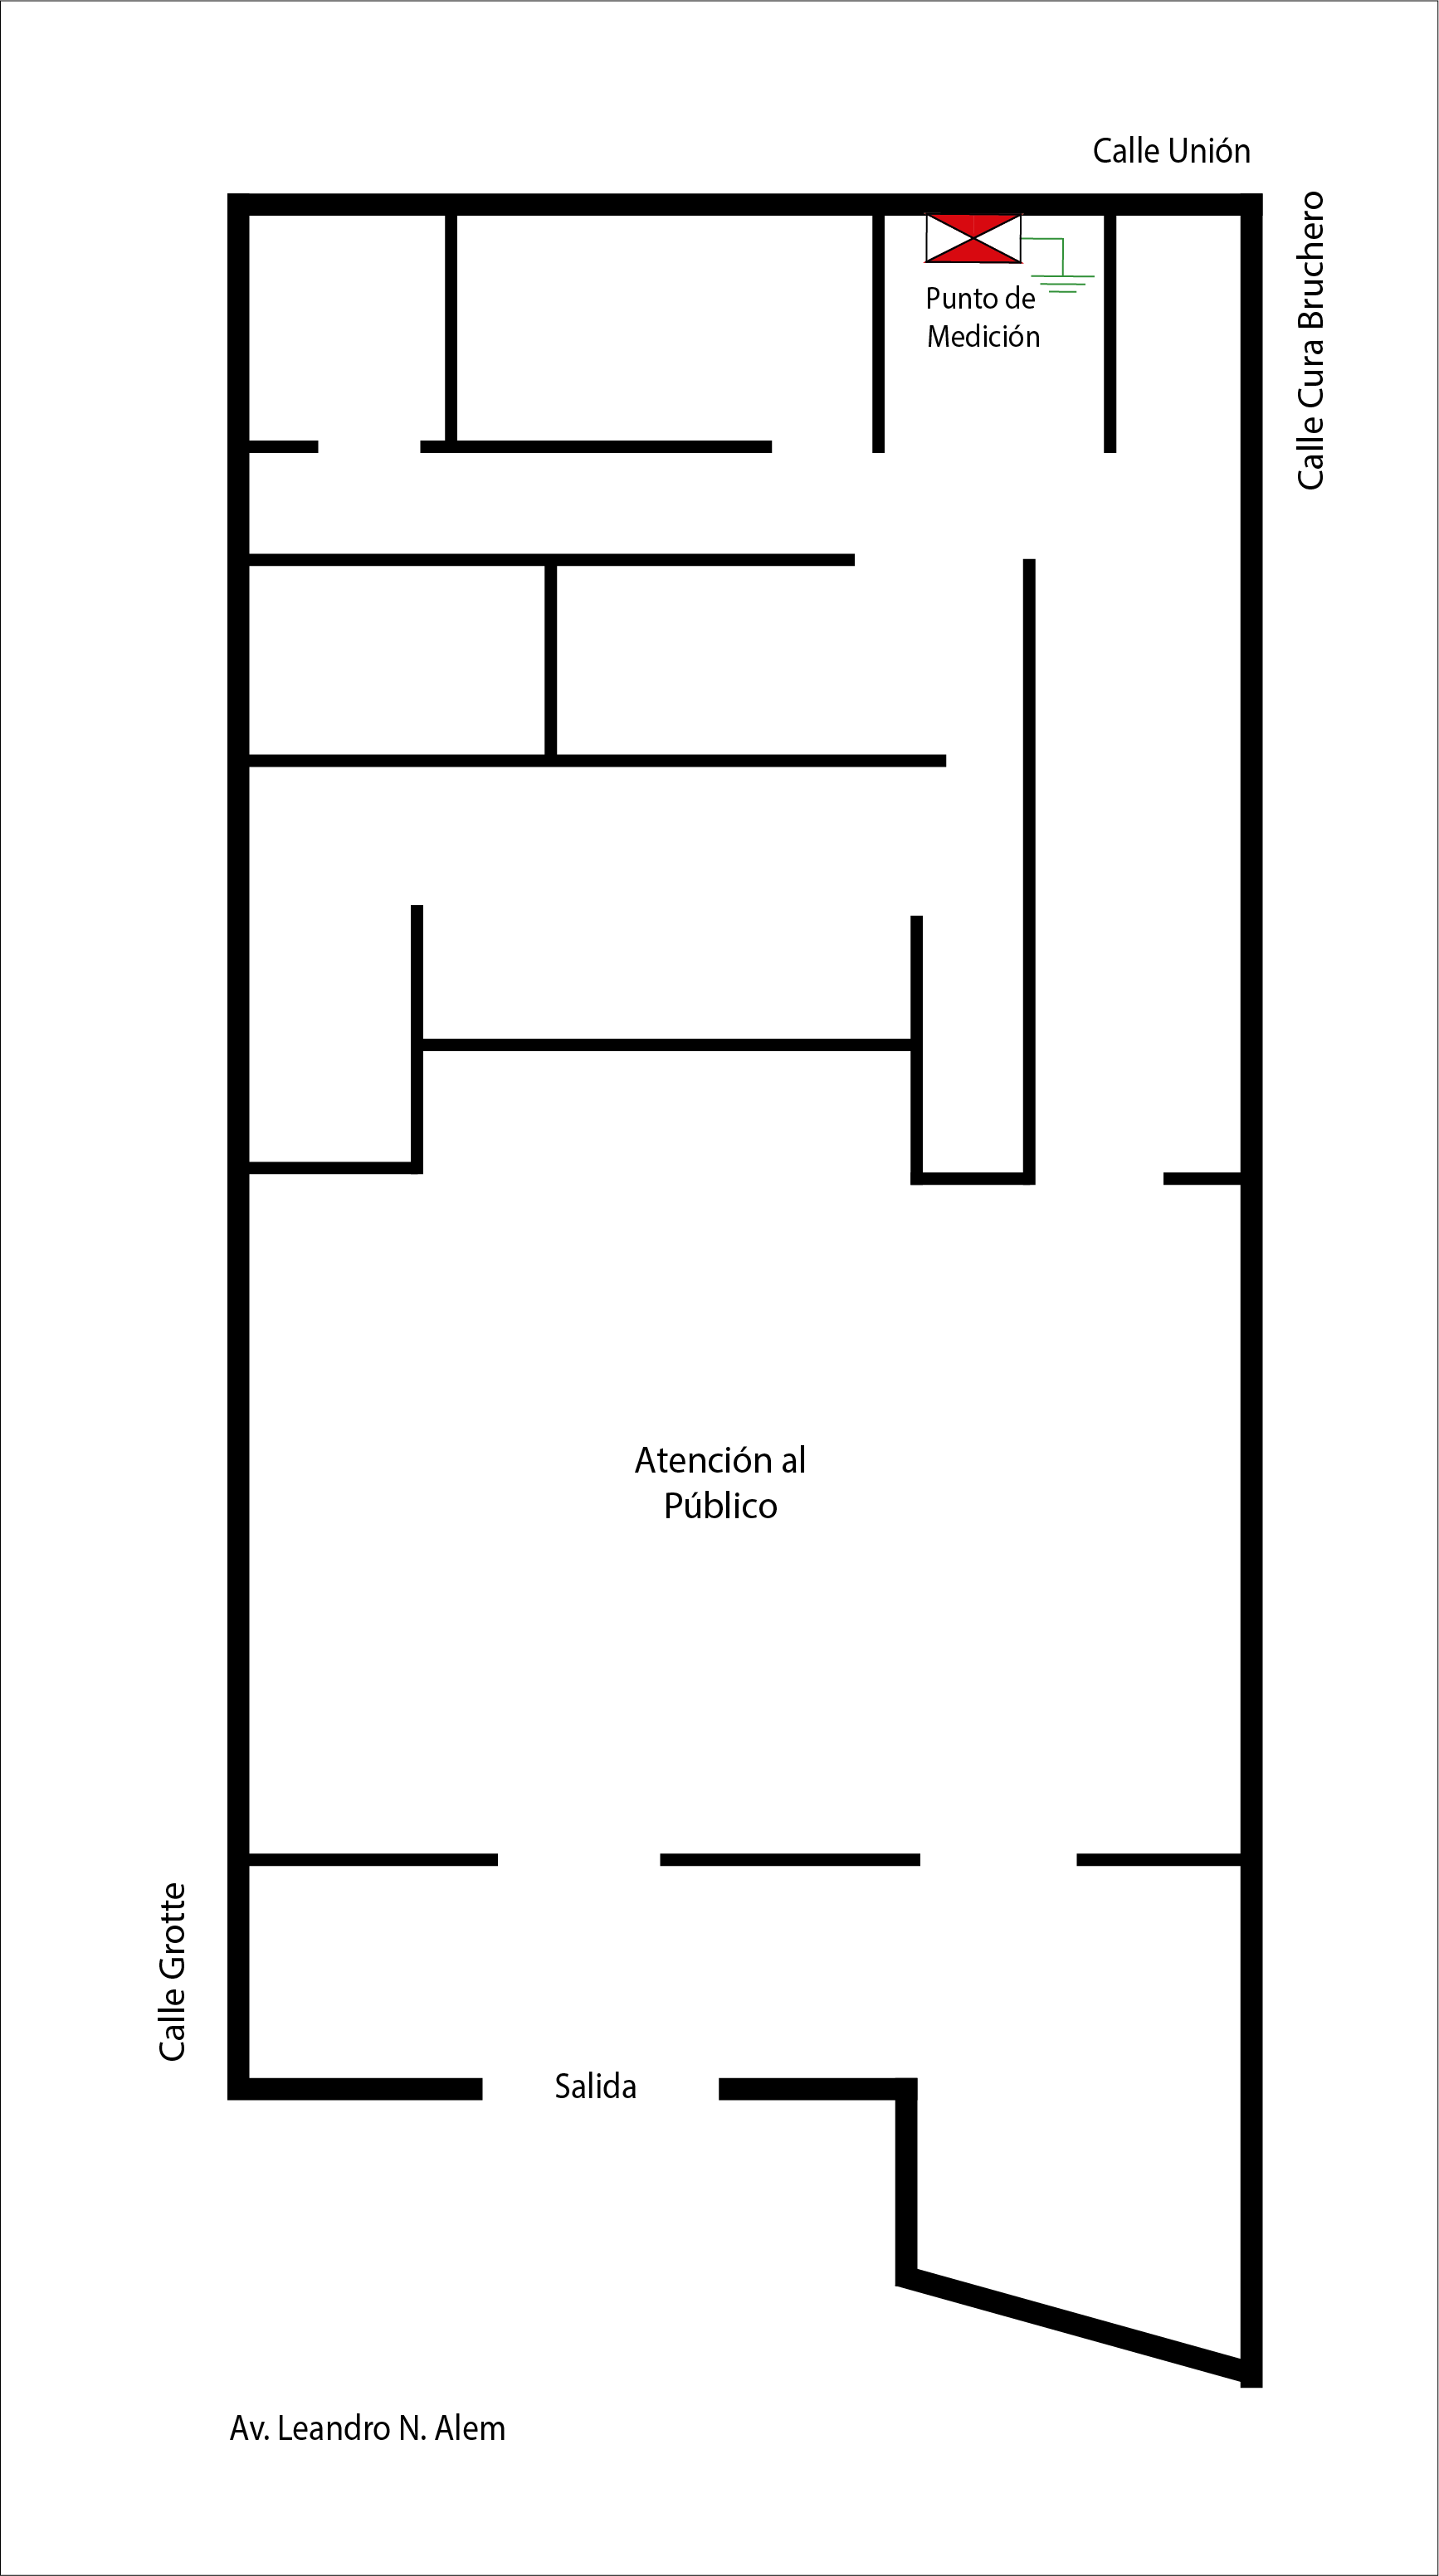 Calle Unión
Calle Cura Bruchero
Punto de
Medición
Atención al
Público
Calle Grotte
Salida
Av. Leandro N. Alem